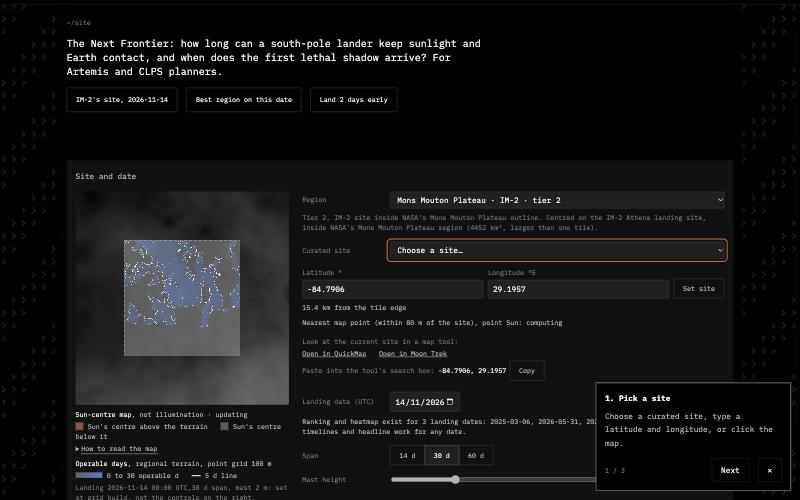 ~/site
The Next Frontier: how long can a south-pole lander keep sunlight and
Earth contact, and when does the first lethal shadow arrive? For
Artemis and CLPS planners.
IM-2's site, 2026-11-14
Best region on this date
Land 2 days early
Site and date
Region
Mons Mouton Plateau · IM-2 · tier 2
Tier 2, IM-2 site inside NASA's Mons Mouton Plateau outline. Centred on the IM-2 Athena landing site,
inside NASA's Mons Mouton Plateau region (4452 km², larger than one tile).
Curated site
Choose a site…
Latitude °
Longitude °E
-84.7906
29.1957
Set site
15.4 km from the tile edge
Nearest map point (within 80 m of the site), point Sun: computing
Look at the current site in a map tool:
Open in QuickMap
Open in Moon Trek
Paste into the tool's search box: -84.7906, 29.1957
Copy
Landing date (UTC)
14/11/2026
Ranking and heatmap exist for 3 landing dates: 2025-03-06, 2026-05-31, 202
timelines and headline work for any date.
Span
14 d
30 d
60 d
Mast height
Sun-centre map, not illumination · updating
Sun's centre above the terrain
Sun's centre
below it
How to read the map
Operable days, regional terrain, point grid 100 m
0 to 30 operable d
5 d line
Landing 2026-11-14 00:00 UTC, 30 d span, mast 2 m: set
at grid build, not the controls on the right.
1. Pick a site
Choose a curated site, type a
latitude and longitude, or click the
map.
1 / 3
Next
×